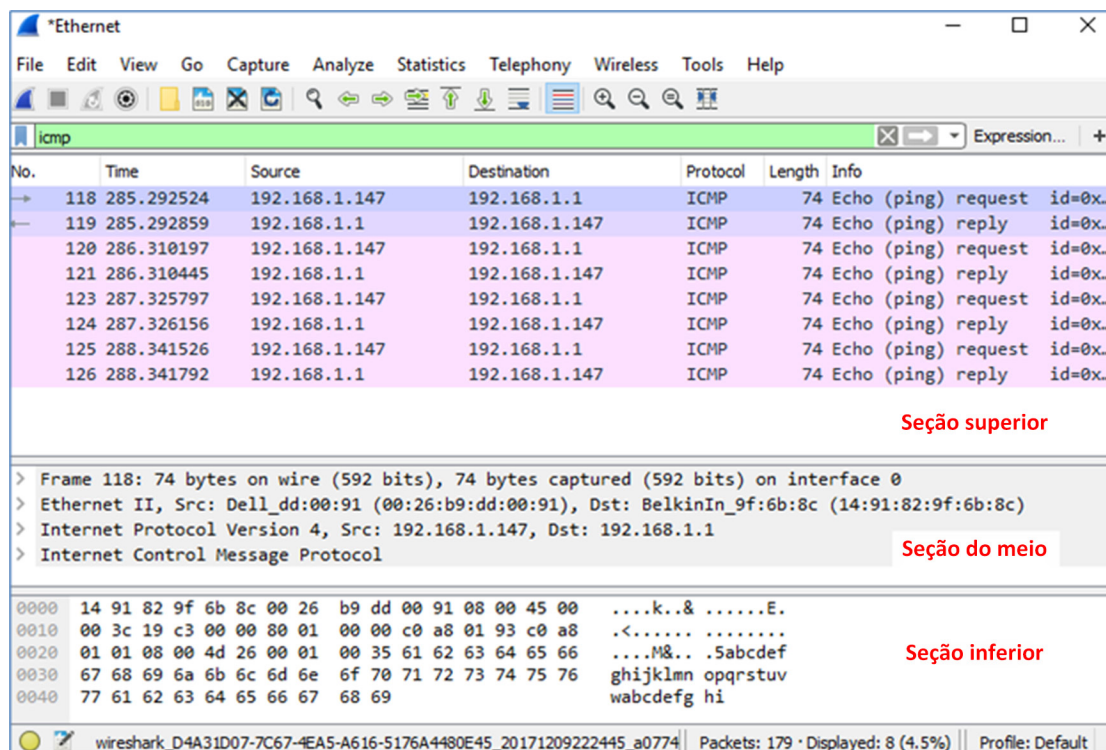 *Ethernet
File Edit View Go Capture Analyze Statistics Telephony Wireless Tools Help
icmp Expression... +
No. Time Source Destination Protocol Length Info
118 285.292524 192.168.1.147 192.168.1.1 ICMP 74 Echo (ping) request id=0x…
119 285.292859 192.168.1.1 192.168.1.147 ICMP 74 Echo (ping) reply id=0x…
120 286.310197 192.168.1.147 192.168.1.1 ICMP 74 Echo (ping) request id=0x…
121 286.310445 192.168.1.1 192.168.1.147 ICMP 74 Echo (ping) reply id=0x…
123 287.325797 192.168.1.147 192.168.1.1 ICMP 74 Echo (ping) request id=0x…
124 287.326156 192.168.1.1 192.168.1.147 ICMP 74 Echo (ping) reply id=0x…
125 288.341526 192.168.1.147 192.168.1.1 ICMP 74 Echo (ping) request id=0x…
126 288.341792 192.168.1.1 192.168.1.147 ICMP 74 Echo (ping) reply id=0x…
Seção superior
> Frame 118: 74 bytes on wire (592 bits), 74 bytes captured (592 bits) on interface 0
> Ethernet II, Src: Dell_dd:00:91 (00:26:b9:dd:00:91), Dst: BelkinIn_9f:6b:8c (14:91:82:9f:6b:8c)
> Internet Protocol Version 4, Src: 192.168.1.147, Dst: 192.168.1.1
> Internet Control Message Protocol
Seção do meio
0000 14 91 82 9f 6b 8c 00 26 b9 dd 00 91 08 00 45 00 ....k..& ......E.
0010 00 3c 19 c3 00 00 80 01 00 00 c0 a8 01 93 c0 a8 .<...... ........
0020 01 01 08 00 4d 26 00 01 00 35 61 62 63 64 65 66 ....M&.. .5abcdef
0030 67 68 69 6a 6b 6c 6d 6e 6f 70 71 72 73 74 75 76 ghijklmn opqrstuv
0040 77 61 62 63 64 65 66 67 68 69 wabcdefg hi
Seção inferior
wireshark_D4A31D07-7C67-4EA5-A616-5176A4480E45_20171209222445_a0774 Packets: 179 · Displayed: 8 (4.5%) Profile: Default